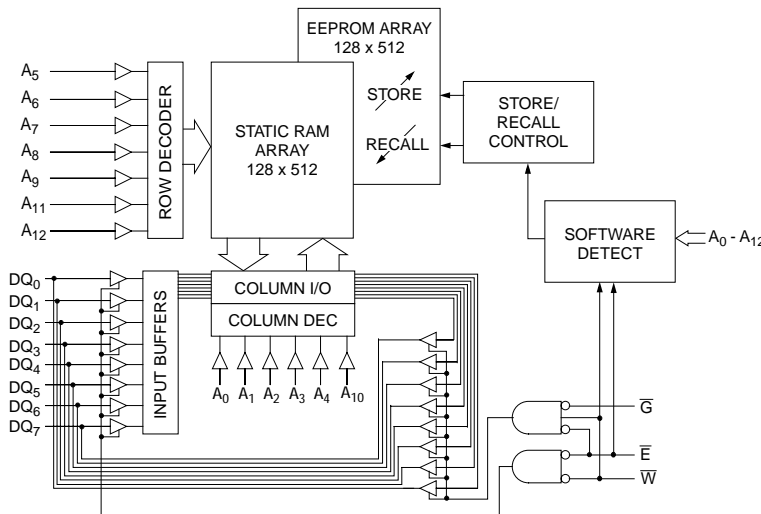 EEPROM ARRAY
128 x 512
STORE
RECALL
STATIC RAM
ARRAY
128 x 512
STORE/
RECALL
CONTROL
A5
A6
A7
A8
A9
A11
A12
ROW DECODER
SOFTWARE
DETECT
A0 - A12
DQ0
DQ1
DQ2
DQ3
DQ4
DQ5
DQ6
DQ7
INPUT BUFFERS
COLUMN I/O
COLUMN DEC
A0 A1 A2 A3 A4 A10
G̅
E̅
W̅